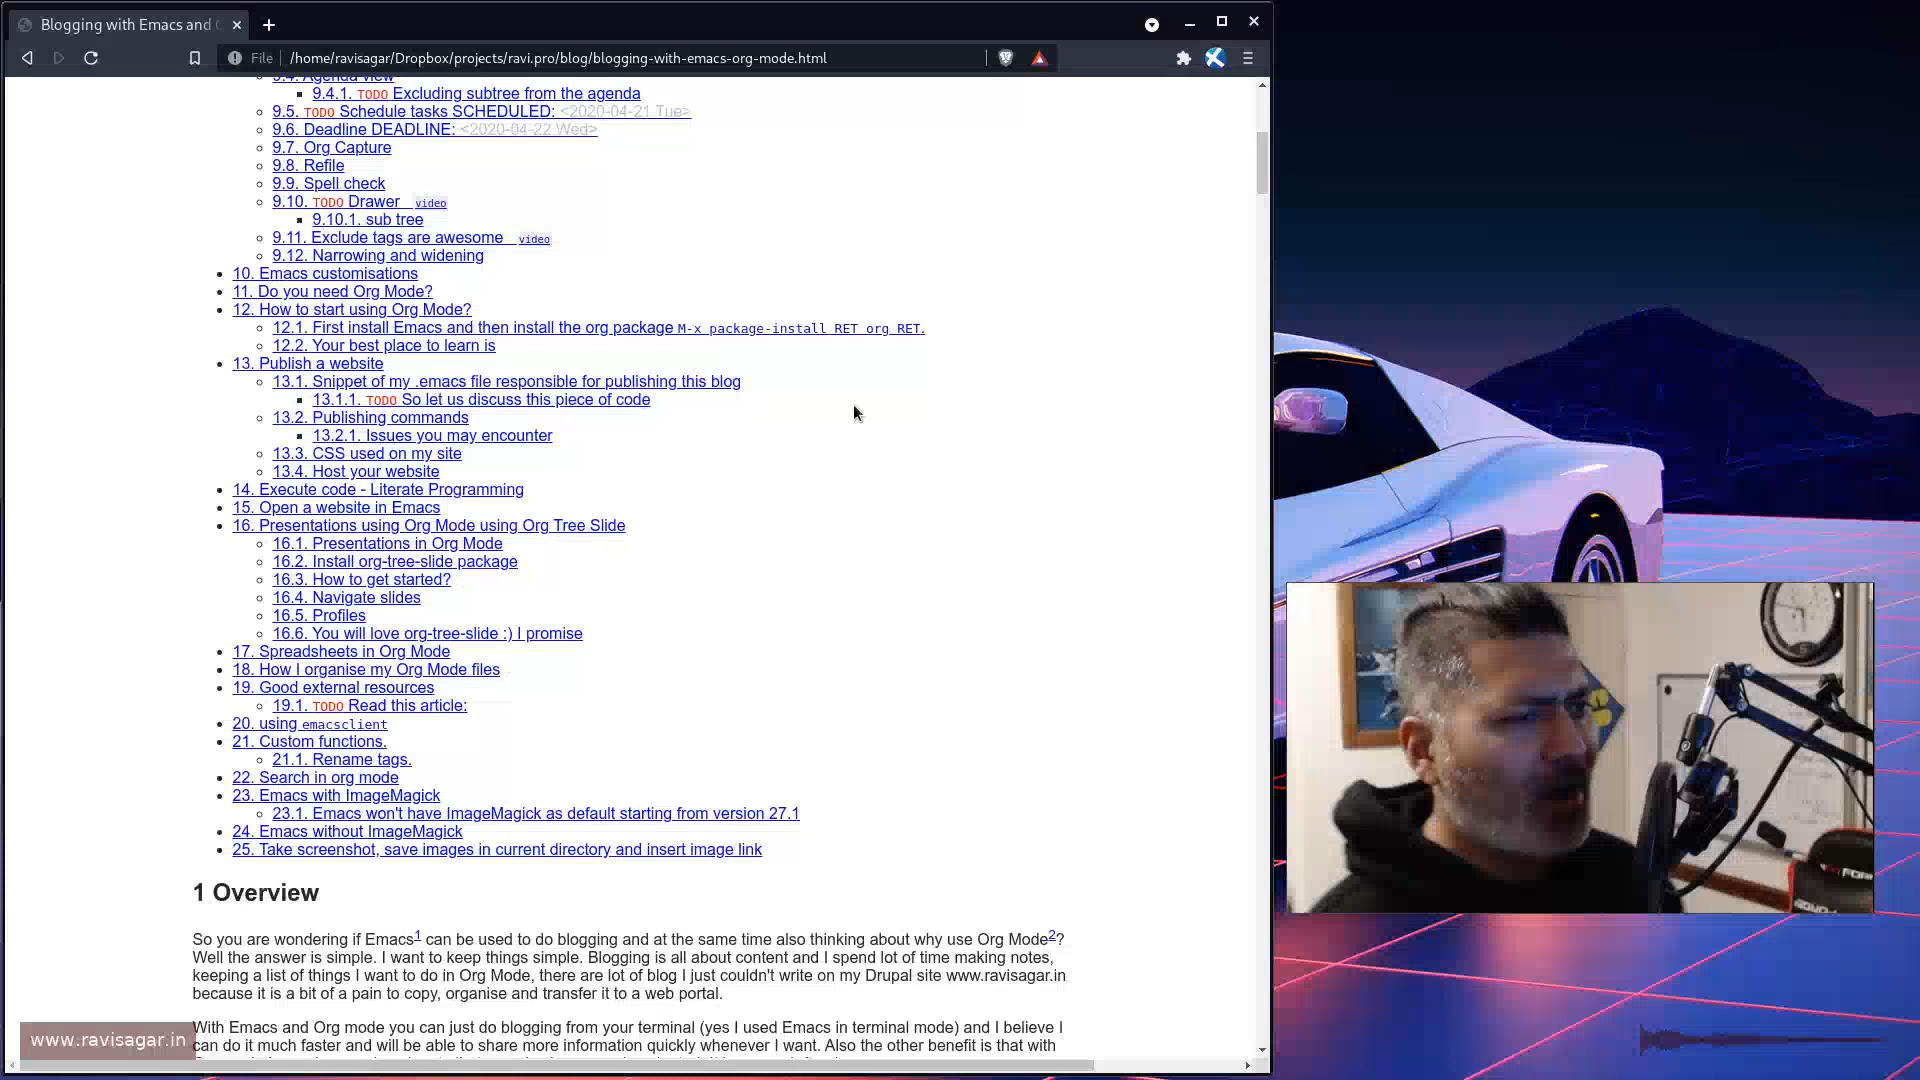 Blogging with Emacs and
File /home/ravisagar/Dropbox/projects/ravi.pro/blog/blogging-with-emacs-org-mode.html
9.4. Agenda view
9.4.1. TODO Excluding subtree from the agenda
9.5. TODO Schedule tasks SCHEDULED: <2020-04-21 Tue>
9.6. Deadline DEADLINE: <2020-04-22 Wed>
9.7. Org Capture
9.8. Refile
9.9. Spell check
9.10. TODO Drawer video
9.10.1. sub tree
9.11. Exclude tags are awesome video
9.12. Narrowing and widening
10. Emacs customisations
11. Do you need Org Mode?
12. How to start using Org Mode?
12.1. First install Emacs and then install the org package M-x package-install RET org RET.
12.2. Your best place to learn is
13. Publish a website
13.1. Snippet of my .emacs file responsible for publishing this blog
13.1.1. TODO So let us discuss this piece of code
13.2. Publishing commands
13.2.1. Issues you may encounter
13.3. CSS used on my site
13.4. Host your website
14. Execute code - Literate Programming
15. Open a website in Emacs
16. Presentations using Org Mode using Org Tree Slide
16.1. Presentations in Org Mode
16.2. Install org-tree-slide package
16.3. How to get started?
16.4. Navigate slides
16.5. Profiles
16.6. You will love org-tree-slide :) I promise
17. Spreadsheets in Org Mode
18. How I organise my Org Mode files
19. Good external resources
19.1. TODO Read this article:
20. using emacsclient
21. Custom functions.
21.1. Rename tags.
22. Search in org mode
23. Emacs with ImageMagick
23.1. Emacs won't have ImageMagick as default starting from version 27.1
24. Emacs without ImageMagick
25. Take screenshot, save images in current directory and insert image link
1 Overview
So you are wondering if Emacs1 can be used to do blogging and at the same time also thinking about why use Org Mode2?
Well the answer is simple. I want to keep things simple. Blogging is all about content and I spend lot of time making notes,
keeping a list of things I want to do in Org Mode, there are lot of blog I just couldn't write on my Drupal site www.ravisagar.in
because it is a bit of a pain to copy, organise and transfer it to a web portal.
With Emacs and Org mode you can just do blogging from your terminal (yes I used Emacs in terminal mode) and I believe I
can do it much faster and will be able to share more information quickly whenever I want. Also the other benefit is that with
www.ravisagar.in